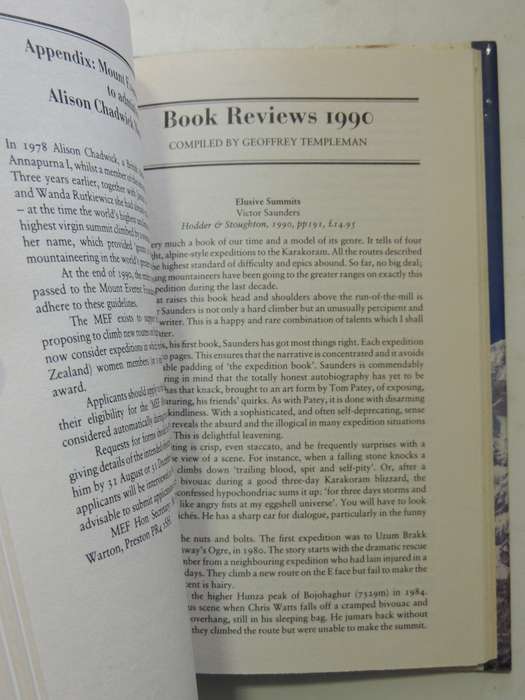 Appendix: Mount
to
Alison Chadwick
In 1978 Alison Chadwick, a British
Annapurna I, whilst a member of
Three years earlier, together with
and Wanda Rutkiewicz she had
– at the time the world's highest
highest virgin summit climbed by
her name, which provided
mountaineering in the world's
At the end of 1990, the
passed to the Mount Everest
adhere to these guidelines.
The MEF exists to
proposing to climb new routes
now consider expeditions
Zealand) women members
award.
Applicants should
their eligibility for the
considered automatically
Requests for forms
giving details of the intended
him by 31 August or 31
applicants will be interviewed
advisable to submit
MEF Hon Secretary
Warton, Preston PR4
Book Reviews 1990
COMPILED BY GEOFFREY TEMPLEMAN
Elusive Summits
Victor Saunders
Hodder & Stoughton, 1990, pp191, £14.95
ery much a book of our time and a model of its genre. It tells of four
ht, alpine-style expeditions to the Karakoram. All the routes described
he highest standard of difficulty and epics abound. So far, no big deal;
sing mountaineers have been going to the greater ranges on exactly this
pedition during the last decade.
at raises this book head and shoulders above the run-of-the-mill is
r Saunders is not only a hard climber but an unusually percipient and
writer. This is a happy and rare combination of talents which I shall
, his first book, Saunders has got most things right. Each expedition
o pages. This ensures that the narrative is concentrated and it avoids
able padding of 'the expedition book'. Saunders is commendably
ring in mind that the totally honest autobiography has yet to be
has that knack, brought to an art form by Tom Patey, of exposing,
aturing, his friends' quirks. As with Patey, it is done with disarming
kindliness. With a sophisticated, and often self-deprecating, sense
reveals the absurd and the illogical in many expedition situations
This is delightful leavening.
ting is crisp, even staccato, and he frequently surprises with a
e view of a scene. For instance, when a falling stone knocks a
climbs down 'trailing blood, spit and self-pity'. Or, after a
bivouac during a good three-day Karakoram blizzard, the
confessed hypochondriac sums it up: 'for three days storms and
like angry fists at my eggshell universe'. You will have to look
ichés. He has a sharp ear for dialogue, particularly in the funny
he nuts and bolts. The first expedition was to Uzum Brakk
nway's Ogre, in 1980. The story starts with the dramatic rescue
mber from a neighbouring expedition who had lain injured in a
days. They climb a new route on the E face but fail to make the
ent is hairy.
the higher Hunza peak of Bojohaghur (7329m) in 1984.
us scene when Chris Watts falls off a cramped bivouac and
overhang, still in his sleeping bag. He jumars back without
they climbed the route but were unable to make the summit.